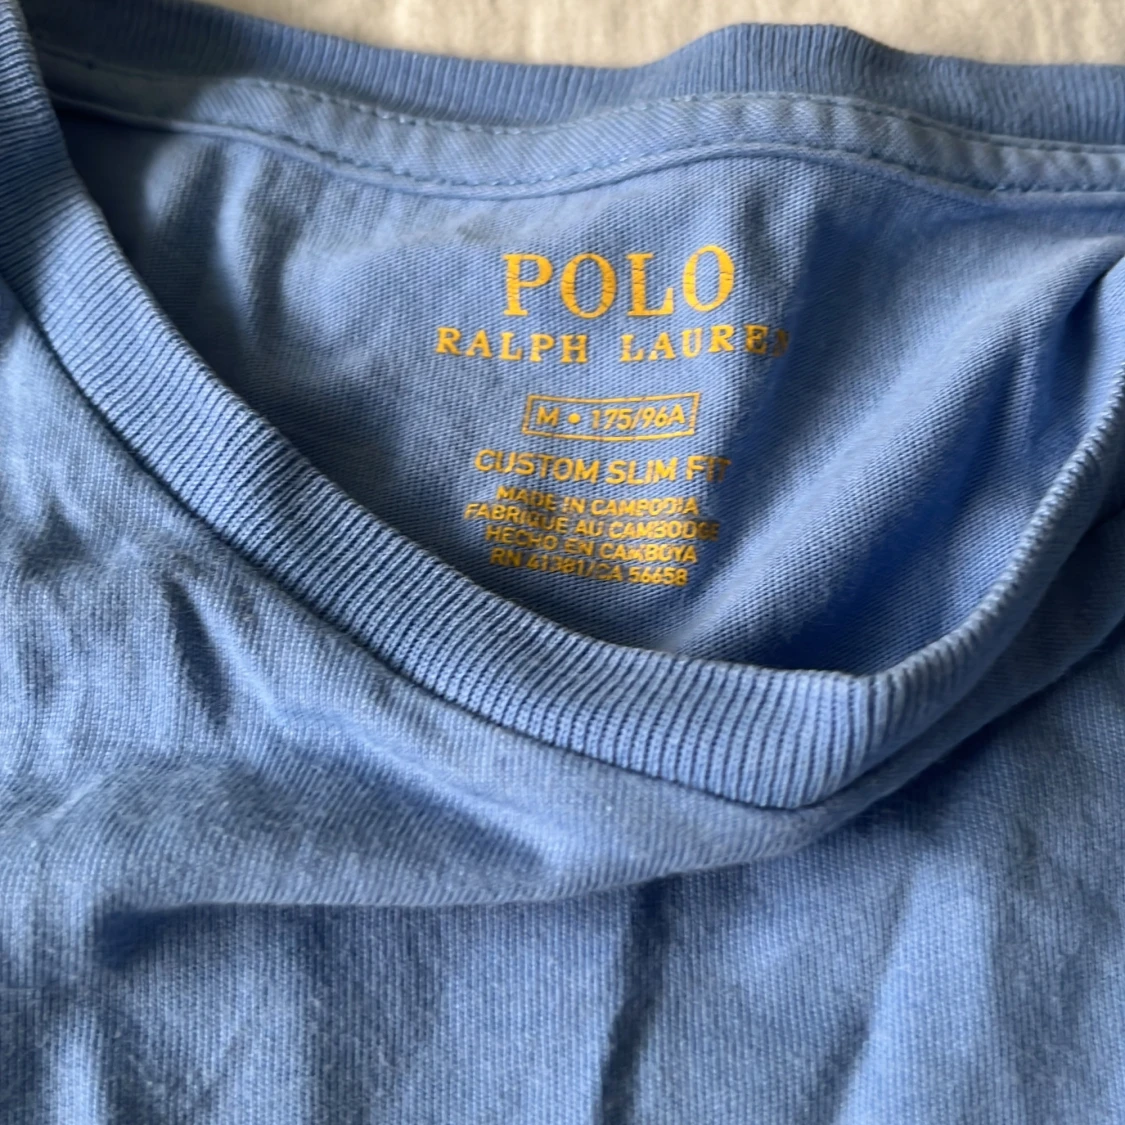 POLO
RALPH LAUREN
M • 175/96A
CUSTOM SLIM FIT
MADE IN CAMBODIA
FABRIQUE AU CAMBODGE
HECHO EN CAMBOYA
RN 41381/CA 56658